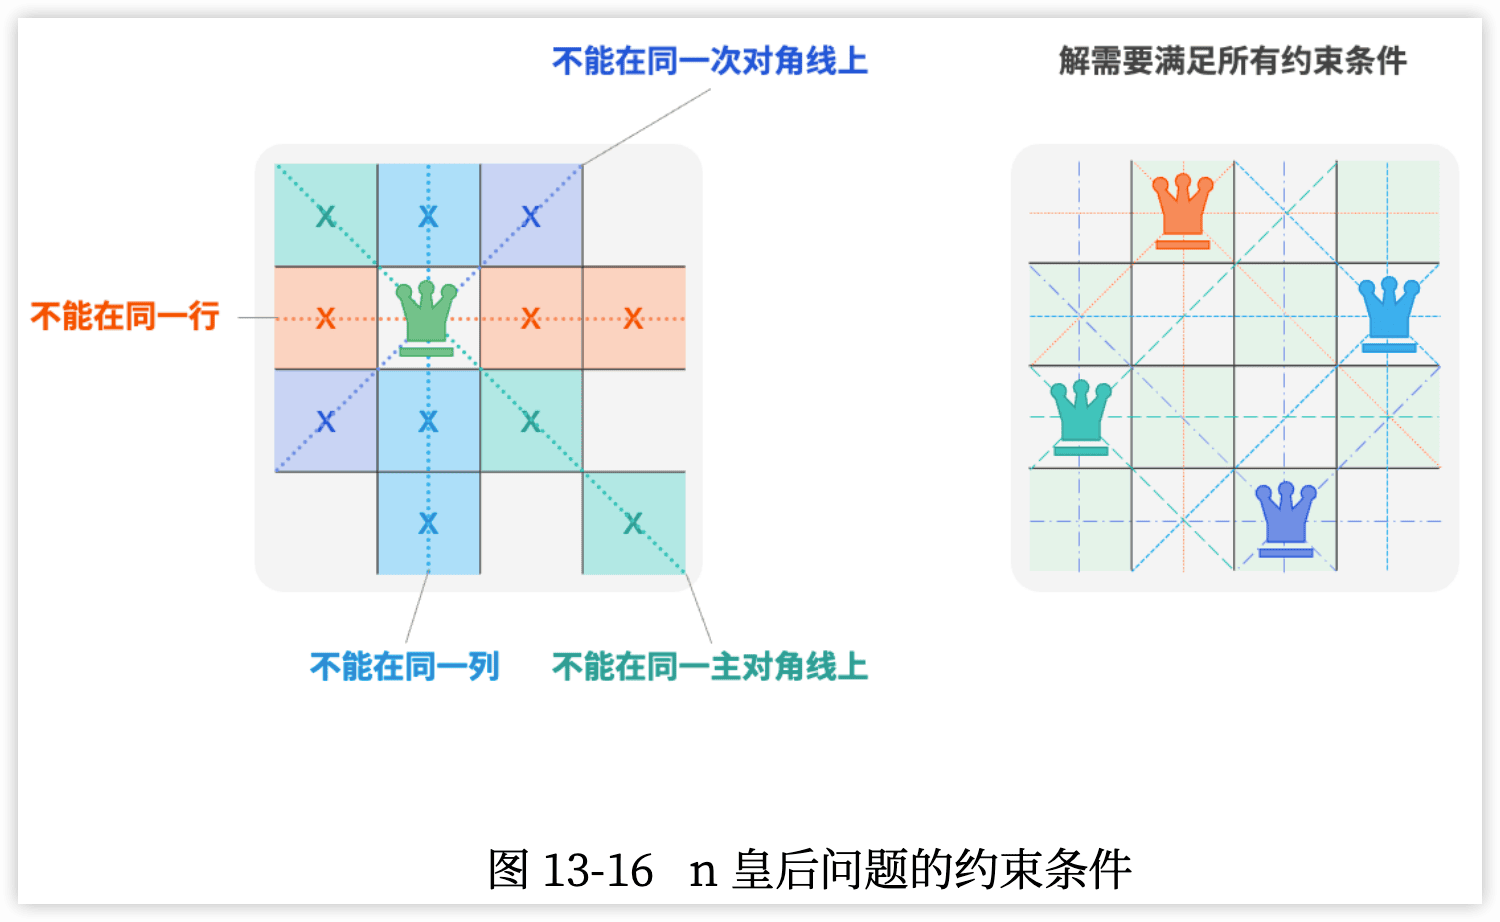 不能在同一次对角线上
解需要满足所有约束条件
X X X
不能在同一行
X X X
X X X
X X
不能在同一列
不能在同一主对角线上
图 13-16 n 皇后问题的约束条件